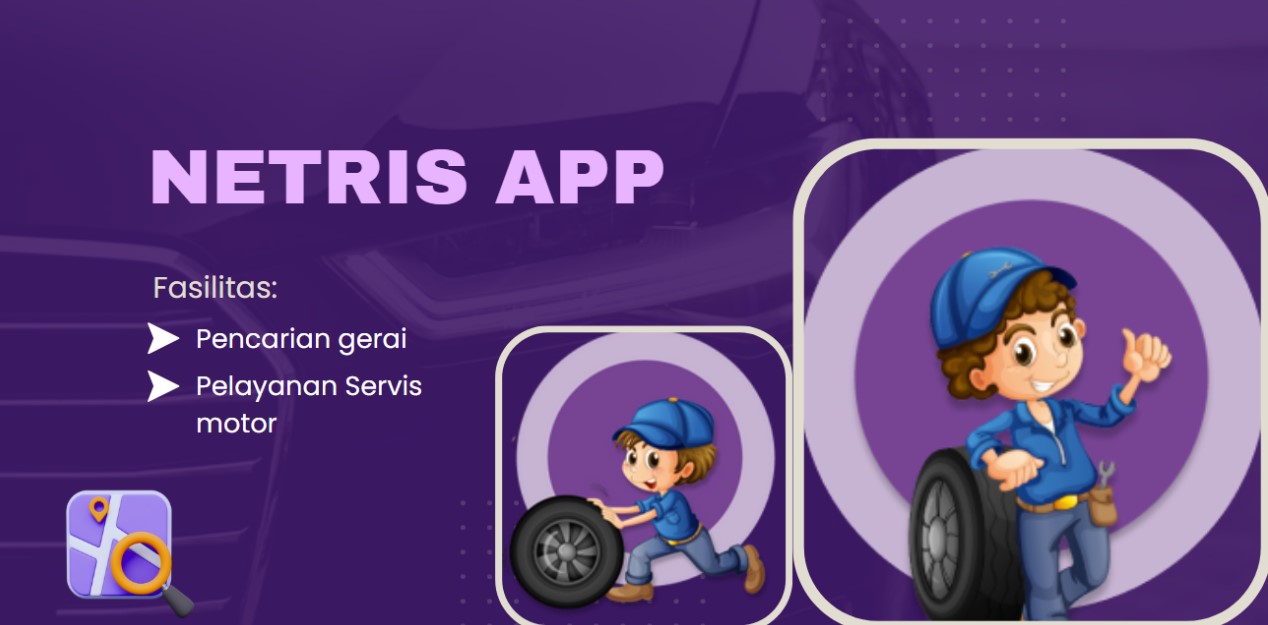 NETRIS APP
Fasilitas:
Pencarian gerai
Pelayanan Servis
motor